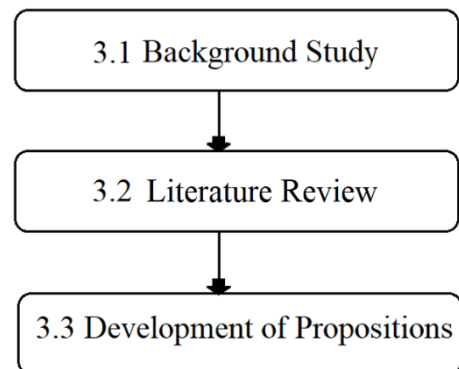 3.1 Background Study
3.2 Literature Review
3.3 Development of Propositions